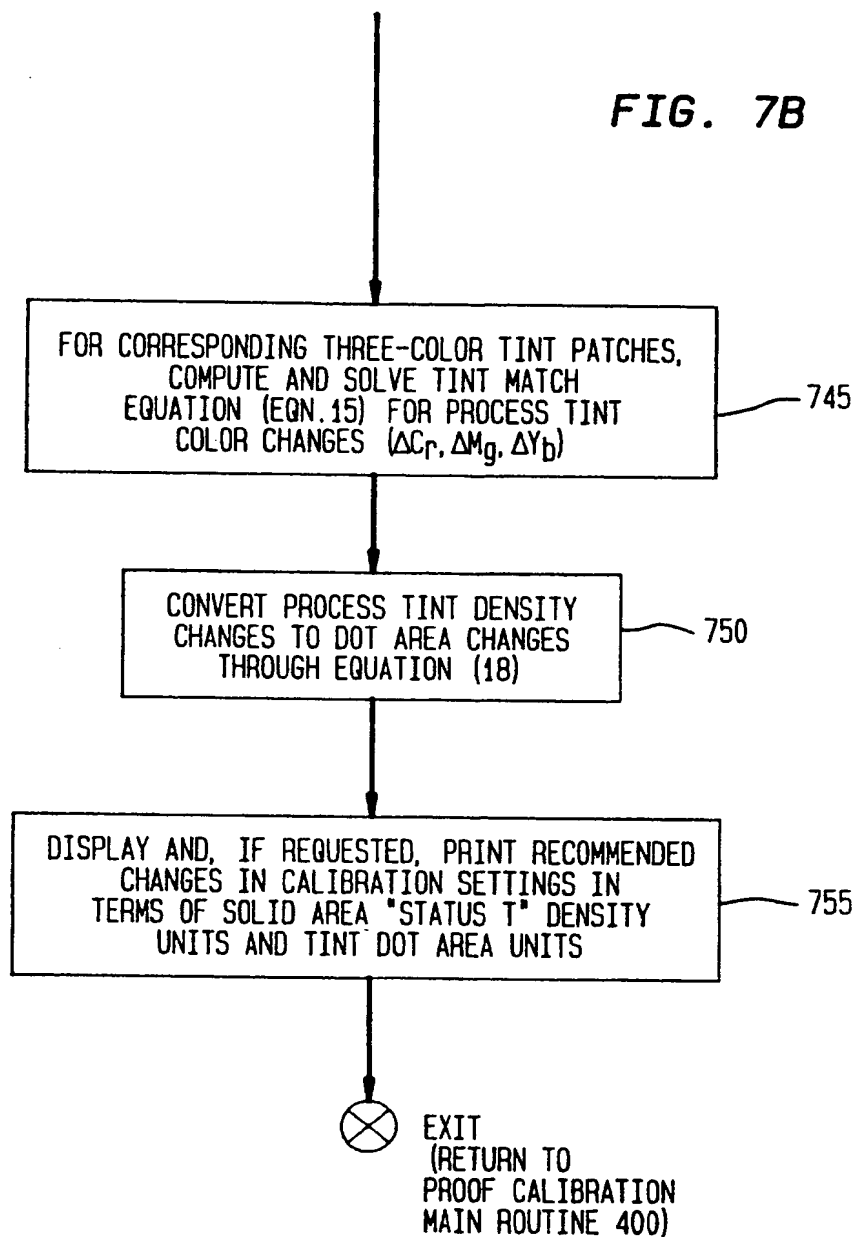 FIG. 7B
FOR CORRESPONDING THREE-COLOR TINT PATCHES,
COMPUTE AND SOLVE TINT MATCH
EQUATION (EQN.15) FOR PROCESS TINT
COLOR CHANGES (ΔCr, ΔMg, ΔYb)
745
CONVERT PROCESS TINT DENSITY
CHANGES TO DOT AREA CHANGES
THROUGH EQUATION (18)
750
DISPLAY AND, IF REQUESTED, PRINT RECOMMENDED
CHANGES IN CALIBRATION SETTINGS IN
TERMS OF SOLID AREA "STATUS T" DENSITY
UNITS AND TINT DOT AREA UNITS
755
EXIT
(RETURN TO
PROOF CALIBRATION
MAIN ROUTINE 400)